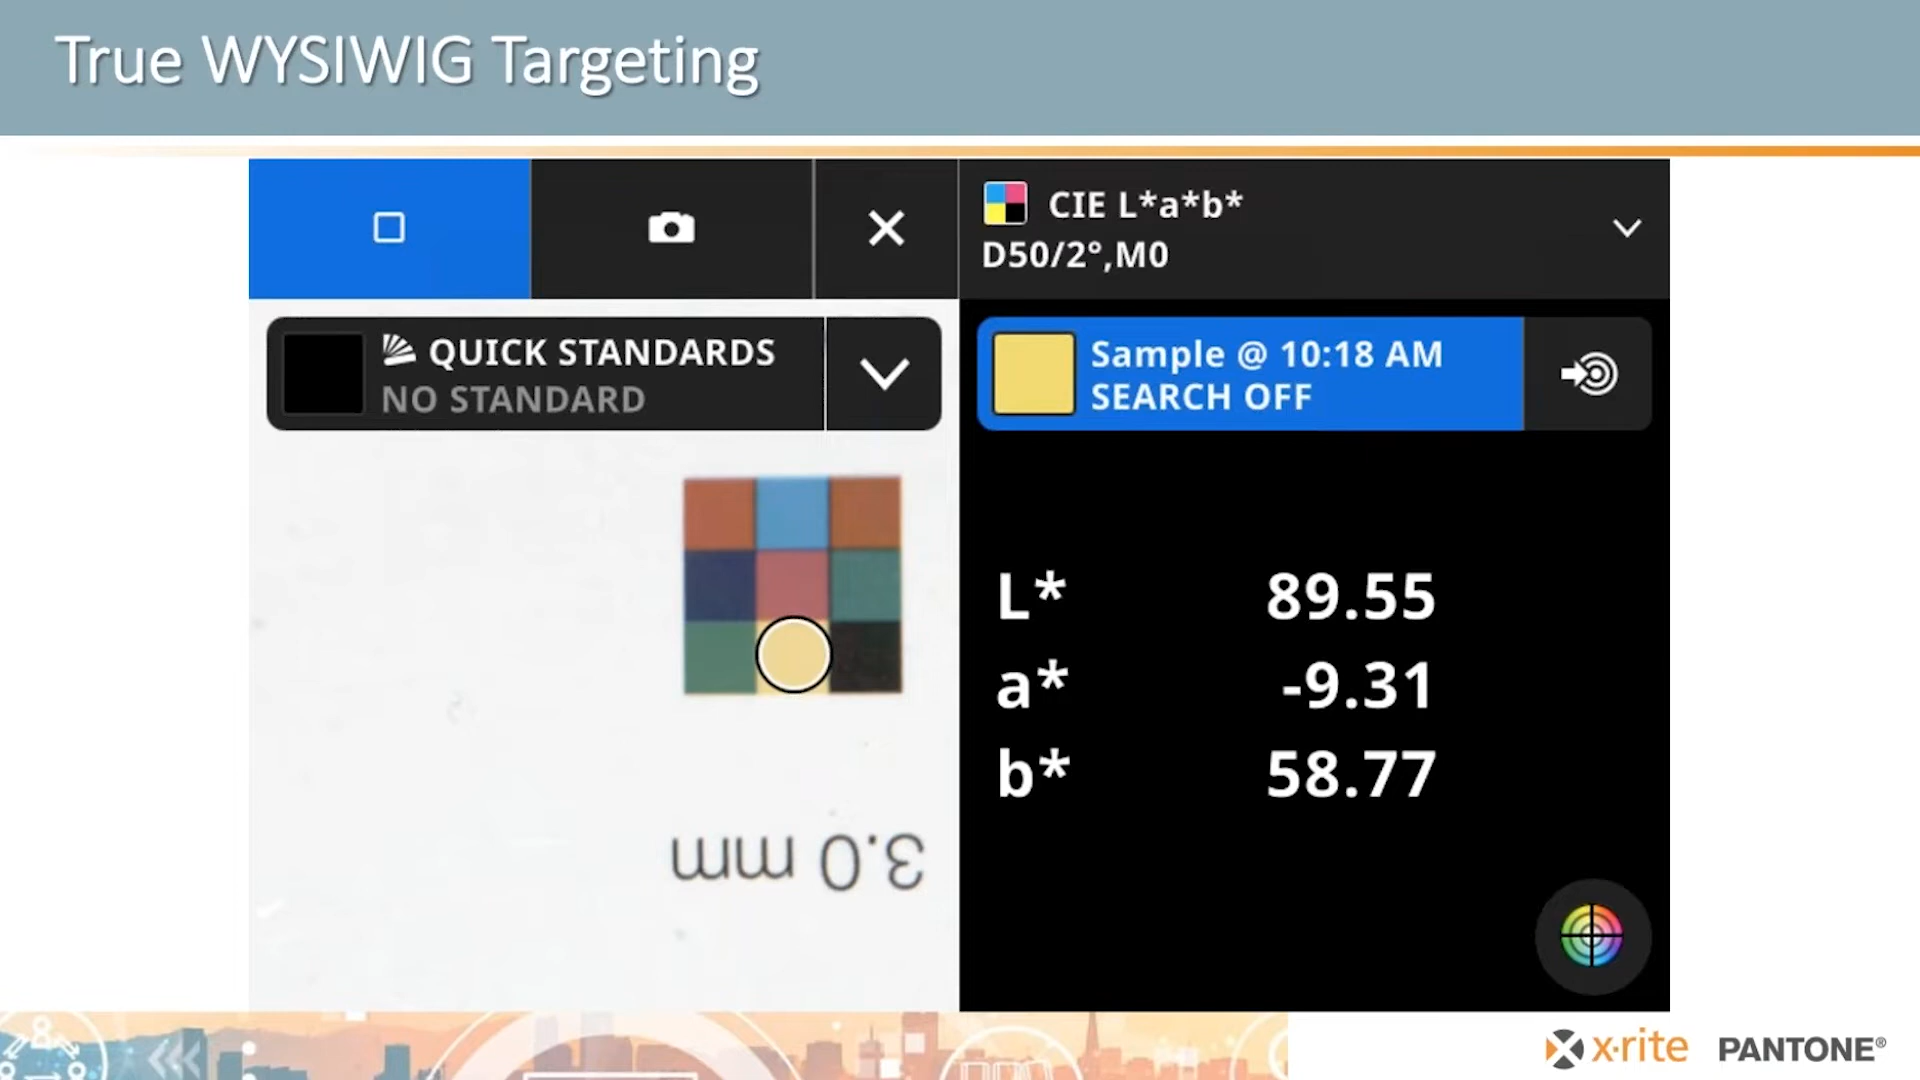 True WYSIWIG Targeting
CIE L*a*b*
D50/2°,M0
QUICK STANDARDS
NO STANDARD
Sample @ 10:18 AM
SEARCH OFF
L* 89.55
a* -9.31
b* 58.77
3.0 mm
x·rite PANTONE®